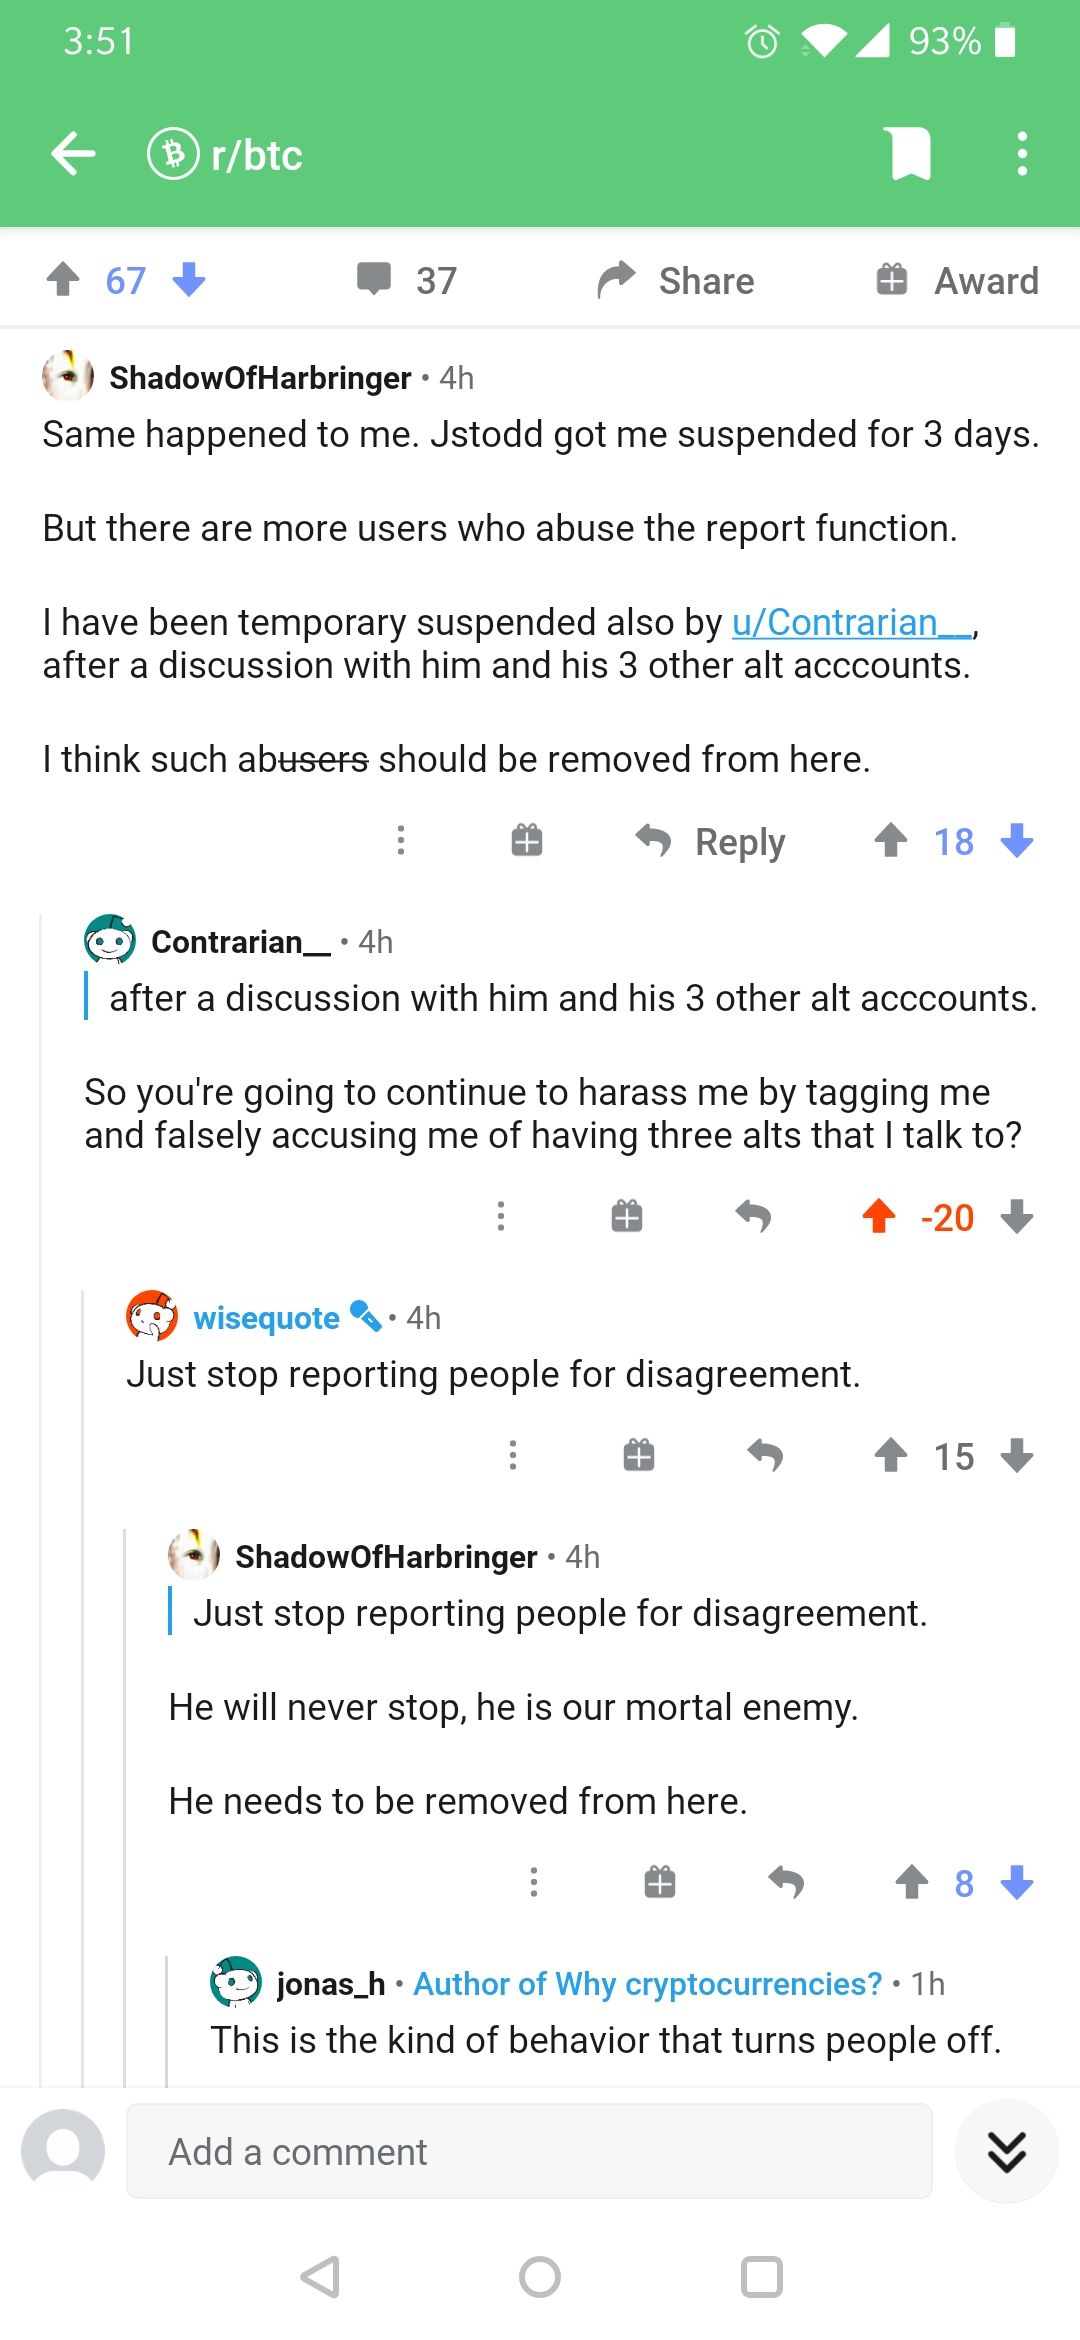 3:51
93%
r/btc
67
37
Share
Award
ShadowOfHarbringer • 4h
Same happened to me. Jstodd got me suspended for 3 days.
But there are more users who abuse the report function.
I have been temporary suspended also by u/Contrarian__,
after a discussion with him and his 3 other alt acccounts.
I think such abusers should be removed from here.
Reply
18
Contrarian__ • 4h
after a discussion with him and his 3 other alt acccounts.
So you're going to continue to harass me by tagging me
and falsely accusing me of having three alts that I talk to?
-20
wisequote • 4h
Just stop reporting people for disagreement.
15
ShadowOfHarbringer • 4h
Just stop reporting people for disagreement.
He will never stop, he is our mortal enemy.
He needs to be removed from here.
8
jonas_h • Author of Why cryptocurrencies? • 1h
This is the kind of behavior that turns people off.
Add a comment